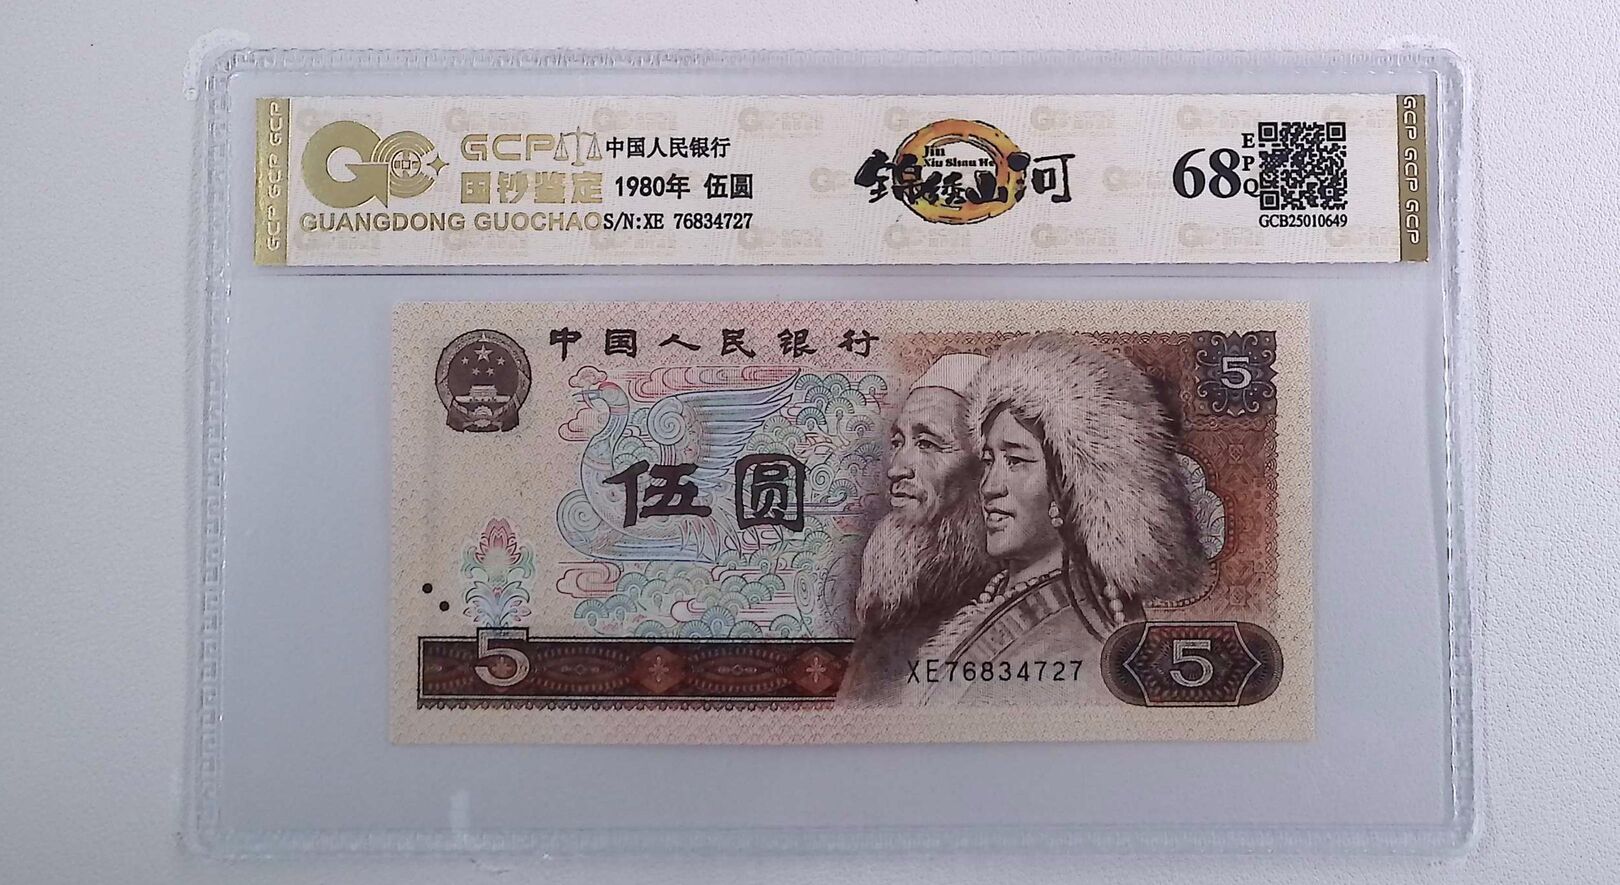 GCP GCP GCP
GCP 中国人民银行
国钞鉴定 1980年 伍圆
GUANGDONG GUOCHAO S/N:XE 76834727
Jin
Xiu Shan He
锦绣山河
68 EPQ
GCB25010649
GCP GCP GCP
中国人民银行
5
伍圆
5
XE76834727
5